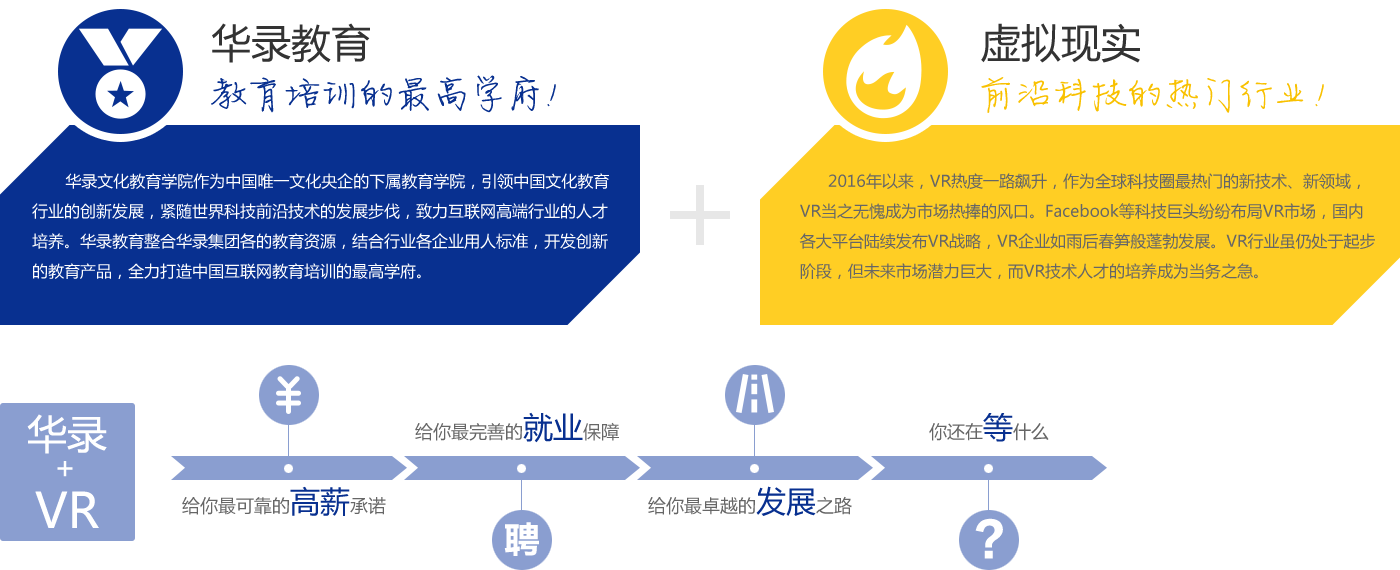 华录教育
教育培训的最高学府!
华录文化教育学院作为中国唯一文化央企的下属教育学院，引领中国文化教育
行业的创新发展，紧随世界科技前沿技术的发展步伐，致力互联网高端行业的人才
培养。华录教育整合华录集团各的教育资源，结合行业各企业用人标准，开发创新
的教育产品，全力打造中国互联网教育培训的最高学府。
虚拟现实
前沿科技的热门行业!
2016年以来，VR热度一路飙升，作为全球科技圈最热门的新技术、新领域，
VR当之无愧成为市场热捧的风口。Facebook等科技巨头纷纷布局VR市场，国内
各大平台陆续发布VR战略，VR企业如雨后春笋般蓬勃发展。VR行业虽仍处于起步
阶段，但未来市场潜力巨大，而VR技术人才的培养成为当务之急。
华录
+
VR
¥
给你最可靠的高薪承诺
给你最完善的就业保障
聘
给你最卓越的发展之路
你还在等什么
?